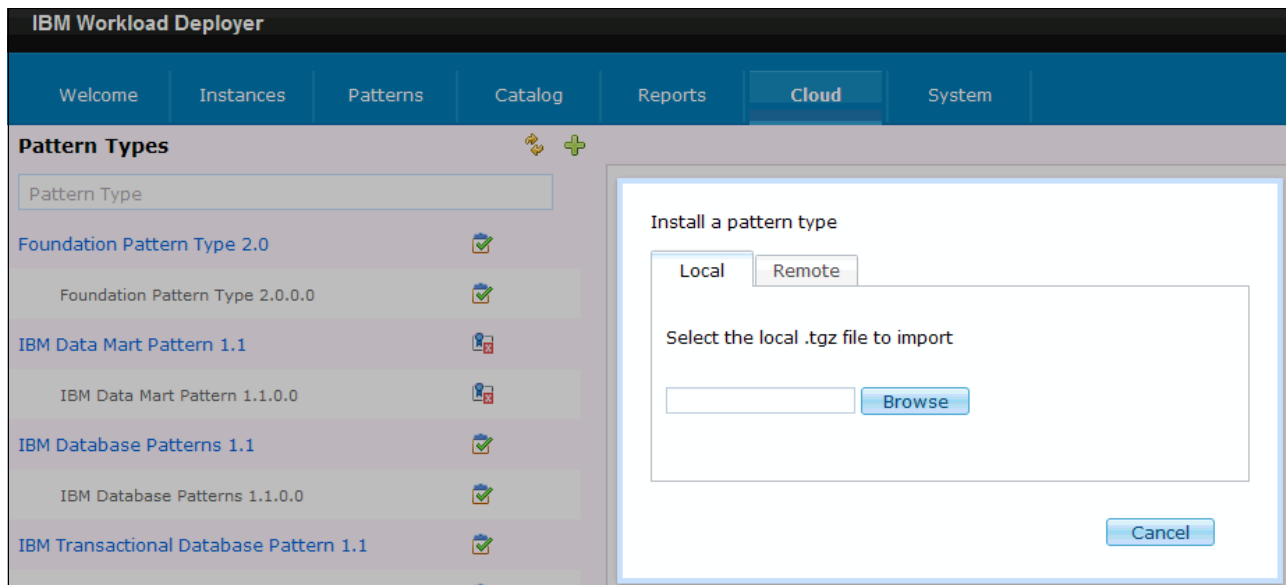 IBM Workload Deployer
Welcome Instances Patterns Catalog Reports Cloud System
Pattern Types
Pattern Type
Foundation Pattern Type 2.0
Foundation Pattern Type 2.0.0.0
IBM Data Mart Pattern 1.1
IBM Data Mart Pattern 1.1.0.0
IBM Database Patterns 1.1
IBM Database Patterns 1.1.0.0
IBM Transactional Database Pattern 1.1
Install a pattern type
Local Remote
Select the local .tgz file to import
Browse
Cancel